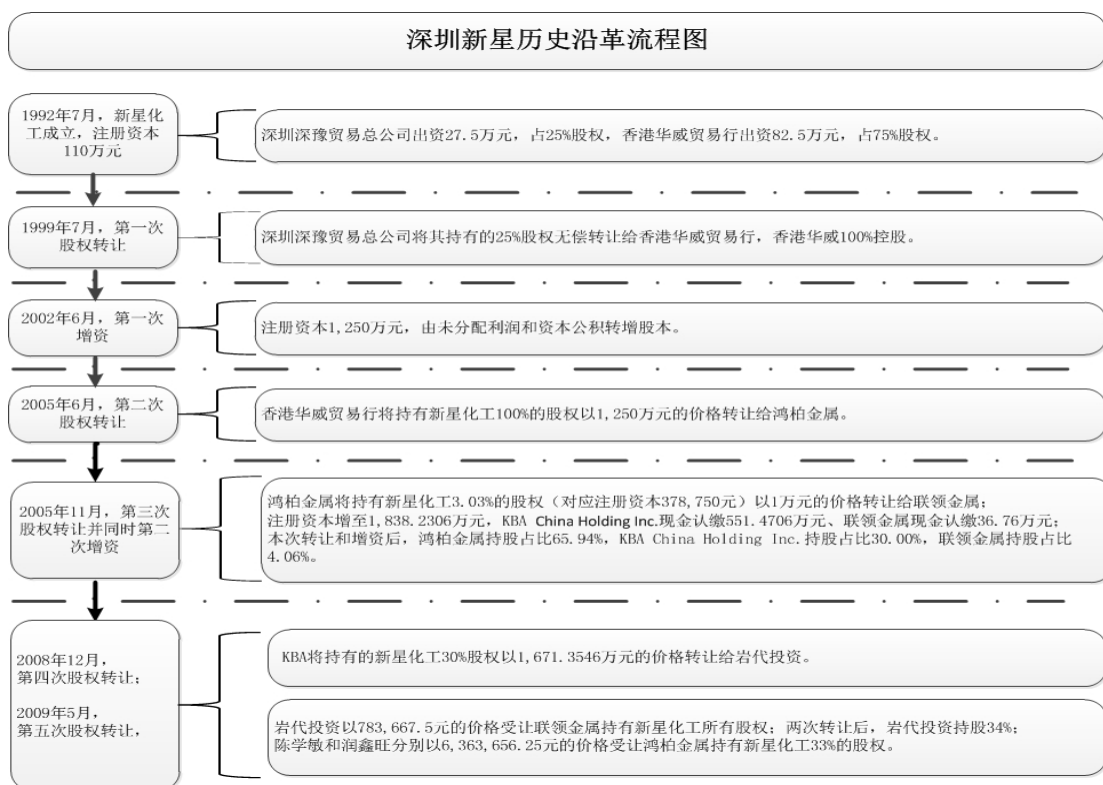 深圳新星历史沿革流程图
1992年7月，新星化
工成立，注册资本
110万元
深圳深豫贸易总公司出资27.5万元，占25%股权，香港华威贸易行出资82.5万元，占75%股权。
1999年7月，第一次
股权转让
深圳深豫贸易总公司将其持有的25%股权无偿转让给香港华威贸易行，香港华威100%控股。
2002年6月，第一次
增资
注册资本1,250万元，由未分配利润和资本公积转增股本。
2005年6月，第二次
股权转让
香港华威贸易行将持有新星化工100%的股权以1,250万元的价格转让给鸿柏金属。
2005年11月，第三次
股权转让并同时第二
次增资
鸿柏金属将持有新星化工3.03%的股权（对应注册资本378,750元）以1万元的价格转让给联领金属；
注册资本增至1,838.2306万元，KBA China Holding Inc.现金认缴551.4706万元、联领金属现金认缴36.76万元；
本次转让和增资后，鸿柏金属持股占比65.94%，KBA China Holding Inc.持股占比30.00%，联领金属持股占比
4.06%。
2008年12月，
第四次股权转让；
2009年5月，
第五次股权转让，
KBA将持有的新星化工30%股权以1,671.3546万元的价格转让给岩代投资。
岩代投资以783,667.5元的价格受让联领金属持有新星化工所有股权；两次转让后，岩代投资持股34%；
陈学敏和润鑫旺分别以6,363,656.25元的价格受让鸿柏金属持有新星化工33%的股权。